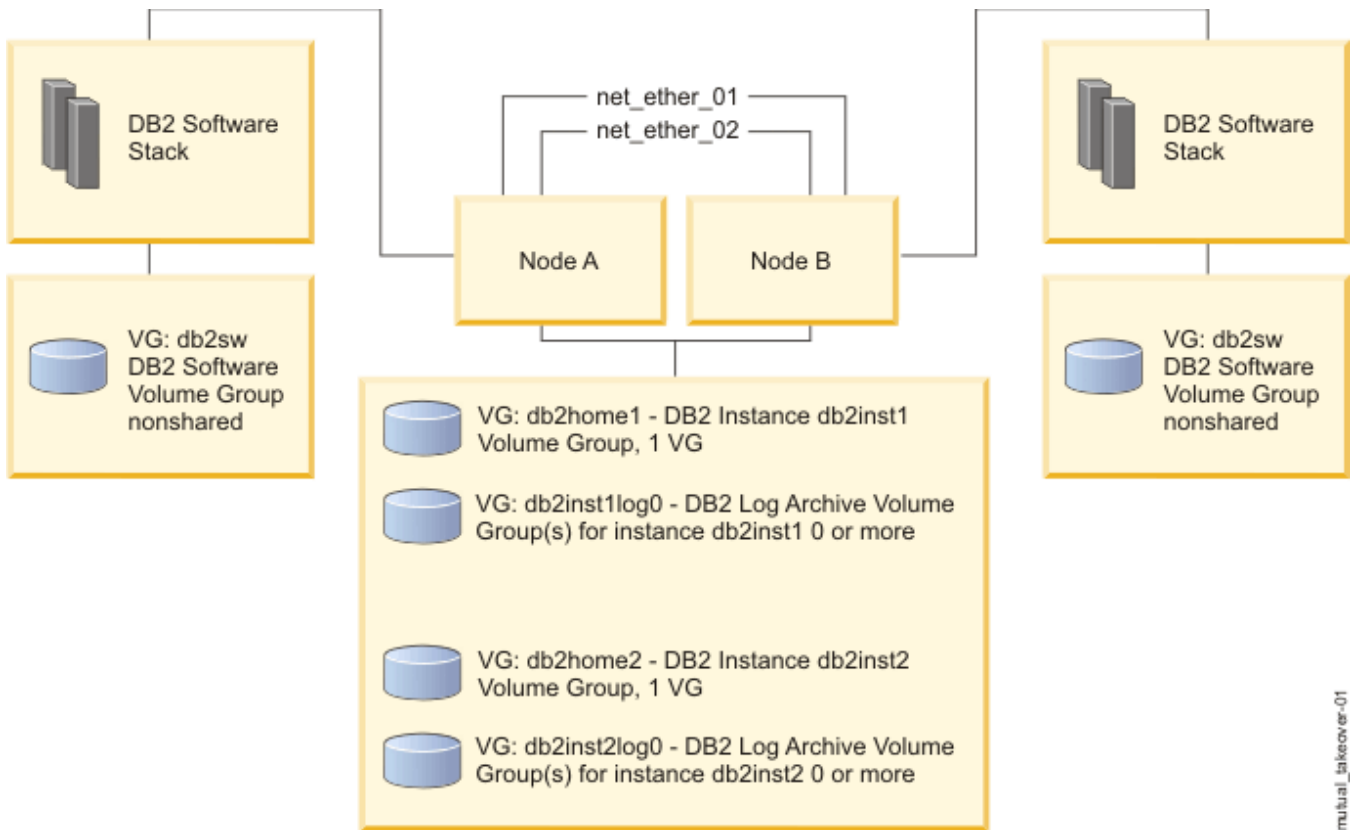 DB2 Software
Stack
net_ether_01
net_ether_02
DB2 Software
Stack
Node A
Node B
VG: db2sw
DB2 Software
Volume Group
nonshared
VG: db2sw
DB2 Software
Volume Group
nonshared
VG: db2home1 - DB2 Instance db2inst1
Volume Group, 1 VG
VG: db2inst1log0 - DB2 Log Archive Volume
Group(s) for instance db2inst1 0 or more
VG: db2home2 - DB2 Instance db2inst2
Volume Group, 1 VG
VG: db2inst2log0 - DB2 Log Archive Volume
Group(s) for instance db2inst2 0 or more
mutual_takeover-01